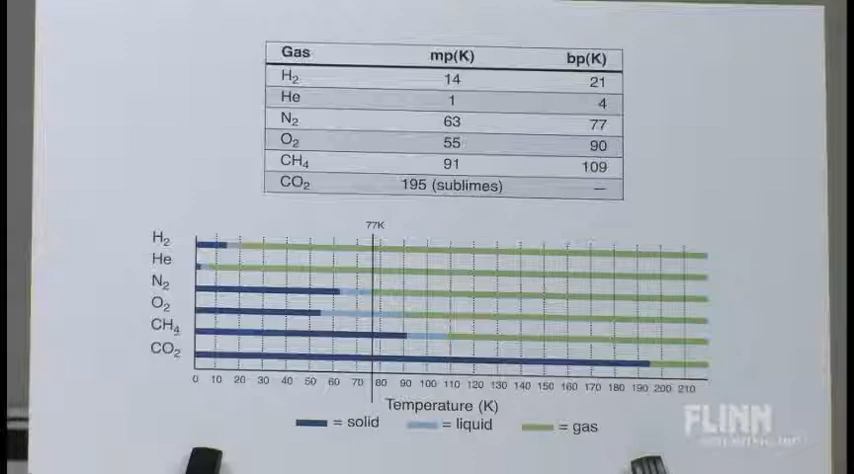 Gas mp(K) bp(K)
H₂ 14 21
He 1 4
N₂ 63 77
O₂ 55 90
CH₄ 91 109
CO₂ 195 (sublimes) —
77K
H₂
He
N₂
O₂
CH₄
CO₂
0 10 20 30 40 50 60 70 80 90 100 110 120 130 140 150 160 170 180 190 200 210
Temperature (K)
= solid = liquid = gas
FLINN
SCIENTIFIC, INC.